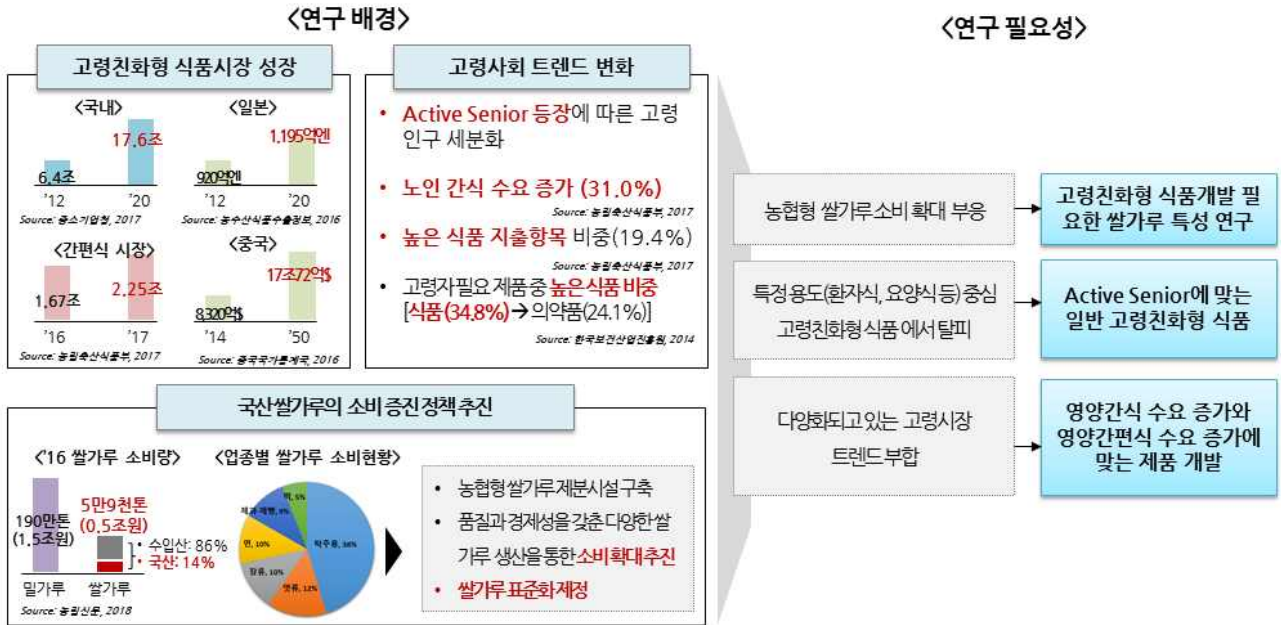 <연구 배경>
<연구 필요성>
고령친화형 식품시장 성장
<국내>
17.6조
6.4조
'12 '20
Source: 중소기업청, 2017
<일본>
1,195억엔
920억엔
'12 '20
Source: 농수산식품수출정보, 2016
<간편식 시장>
2.25조
1.67조
'16 '17
Source: 농림축산식품부, 2017
<중국>
17조72억$
8,320억$
'14 '50
Source: 중국국가통계국, 2016
고령사회 트렌드 변화
• Active Senior 등장에 따른 고령
인구 세분화
• 노인 간식 수요 증가 (31.0%)
Source: 농림축산식품부, 2017
• 높은 식품 지출항목 비중(19.4%)
Source: 농림축산식품부, 2017
• 고령자필요 제품 중 높은 식품 비중
[식품(34.8%)→의약품(24.1%)]
Source: 한국보건산업진흥원, 2014
국산쌀가루의 소비 증진 정책 추진
<'16 쌀가루 소비량>
190만톤
(1.5조원)
5만9천톤
(0.5조원)
• 수입산: 86%
• 국산: 14%
밀가루 쌀가루
Source: 농림신문, 2018
<업종별 쌀가루 소비현황>
떡, 5%
제과제빵, 9%
면, 10%
장류, 10%
엿류, 12%
• 농협형 쌀가루 제분시설 구축
• 품질과 경제성을 갖춘 다양한 쌀
가루 생산을 통한 소비 확대 추진
• 쌀가루 표준화 제정
농협형 쌀가루 소비 확대 부응
고령친화형 식품개발 필
요한 쌀가루 특성 연구
특정 용도(환자식, 요양식 등) 중심
고령친화형 식품에서 탈피
Active Senior에 맞는
일반 고령친화형 식품
다양화되고 있는 고령시장
트렌드 부합
영양간식 수요 증가와
영양간편식 수요 증가에
맞는 제품 개발